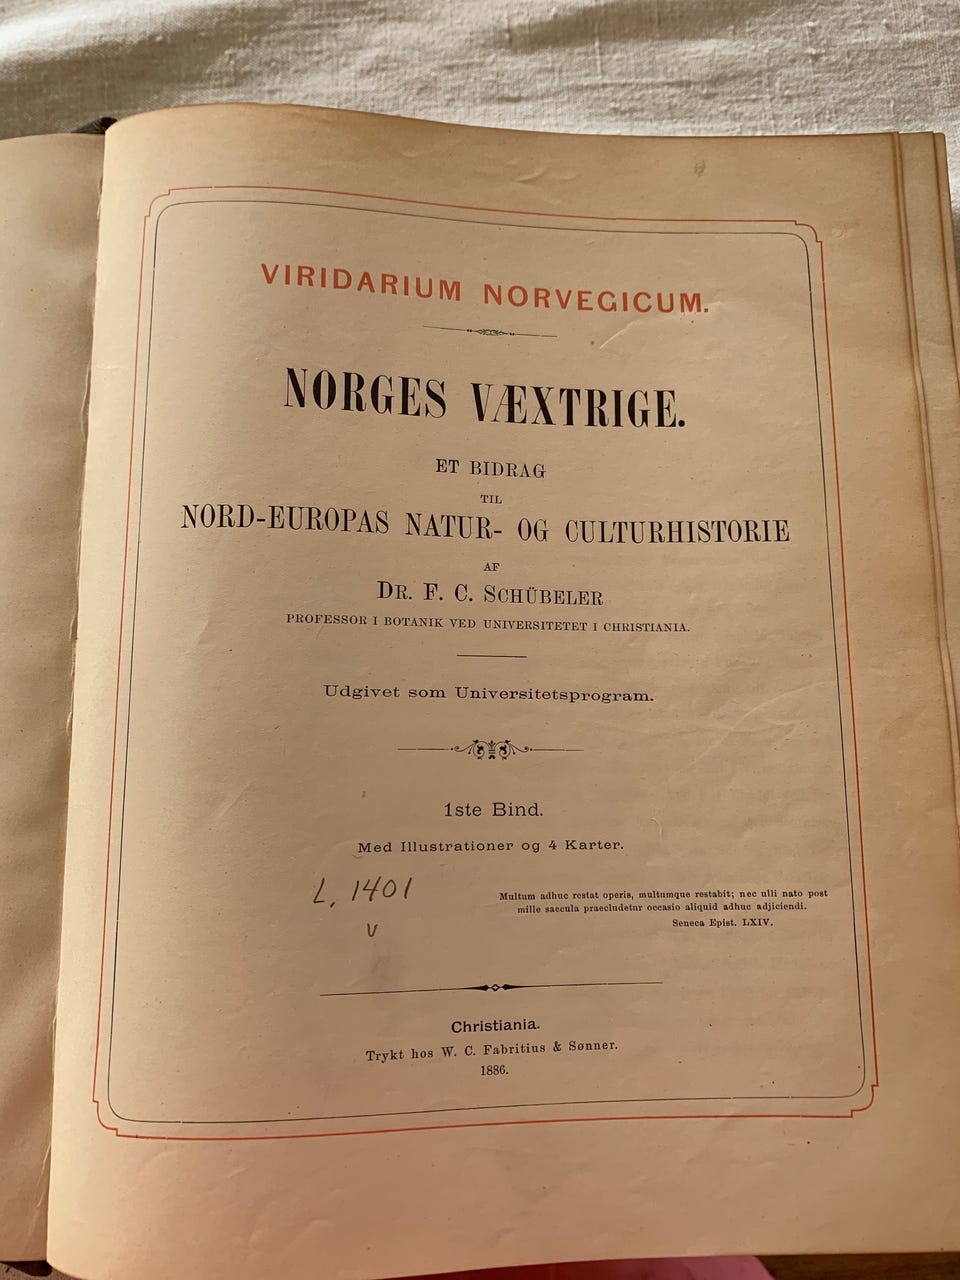 VIRIDARIUM NORVEGICUM.
NORGES VÆXTRIGE.
ET BIDRAG
TIL
NORD-EUROPAS NATUR- OG CULTURHISTORIE
AF
DR. F. C. SCHÜBELER
PROFESSOR I BOTANIK VED UNIVERSITETET I CHRISTIANIA.
Udgivet som Universitetsprogram.
1ste Bind.
Med Illustrationer og 4 Karter.
L, 1401
v
Multum adhuc restat operis, multumque restabit; nec ulli nato post
mille saecula praecludetur occasio aliquid adhuc adjiciendi.
Seneca Epist. LXIV.
Christiania.
Trykt hos W. C. Fabritius & Sønner.
1886.